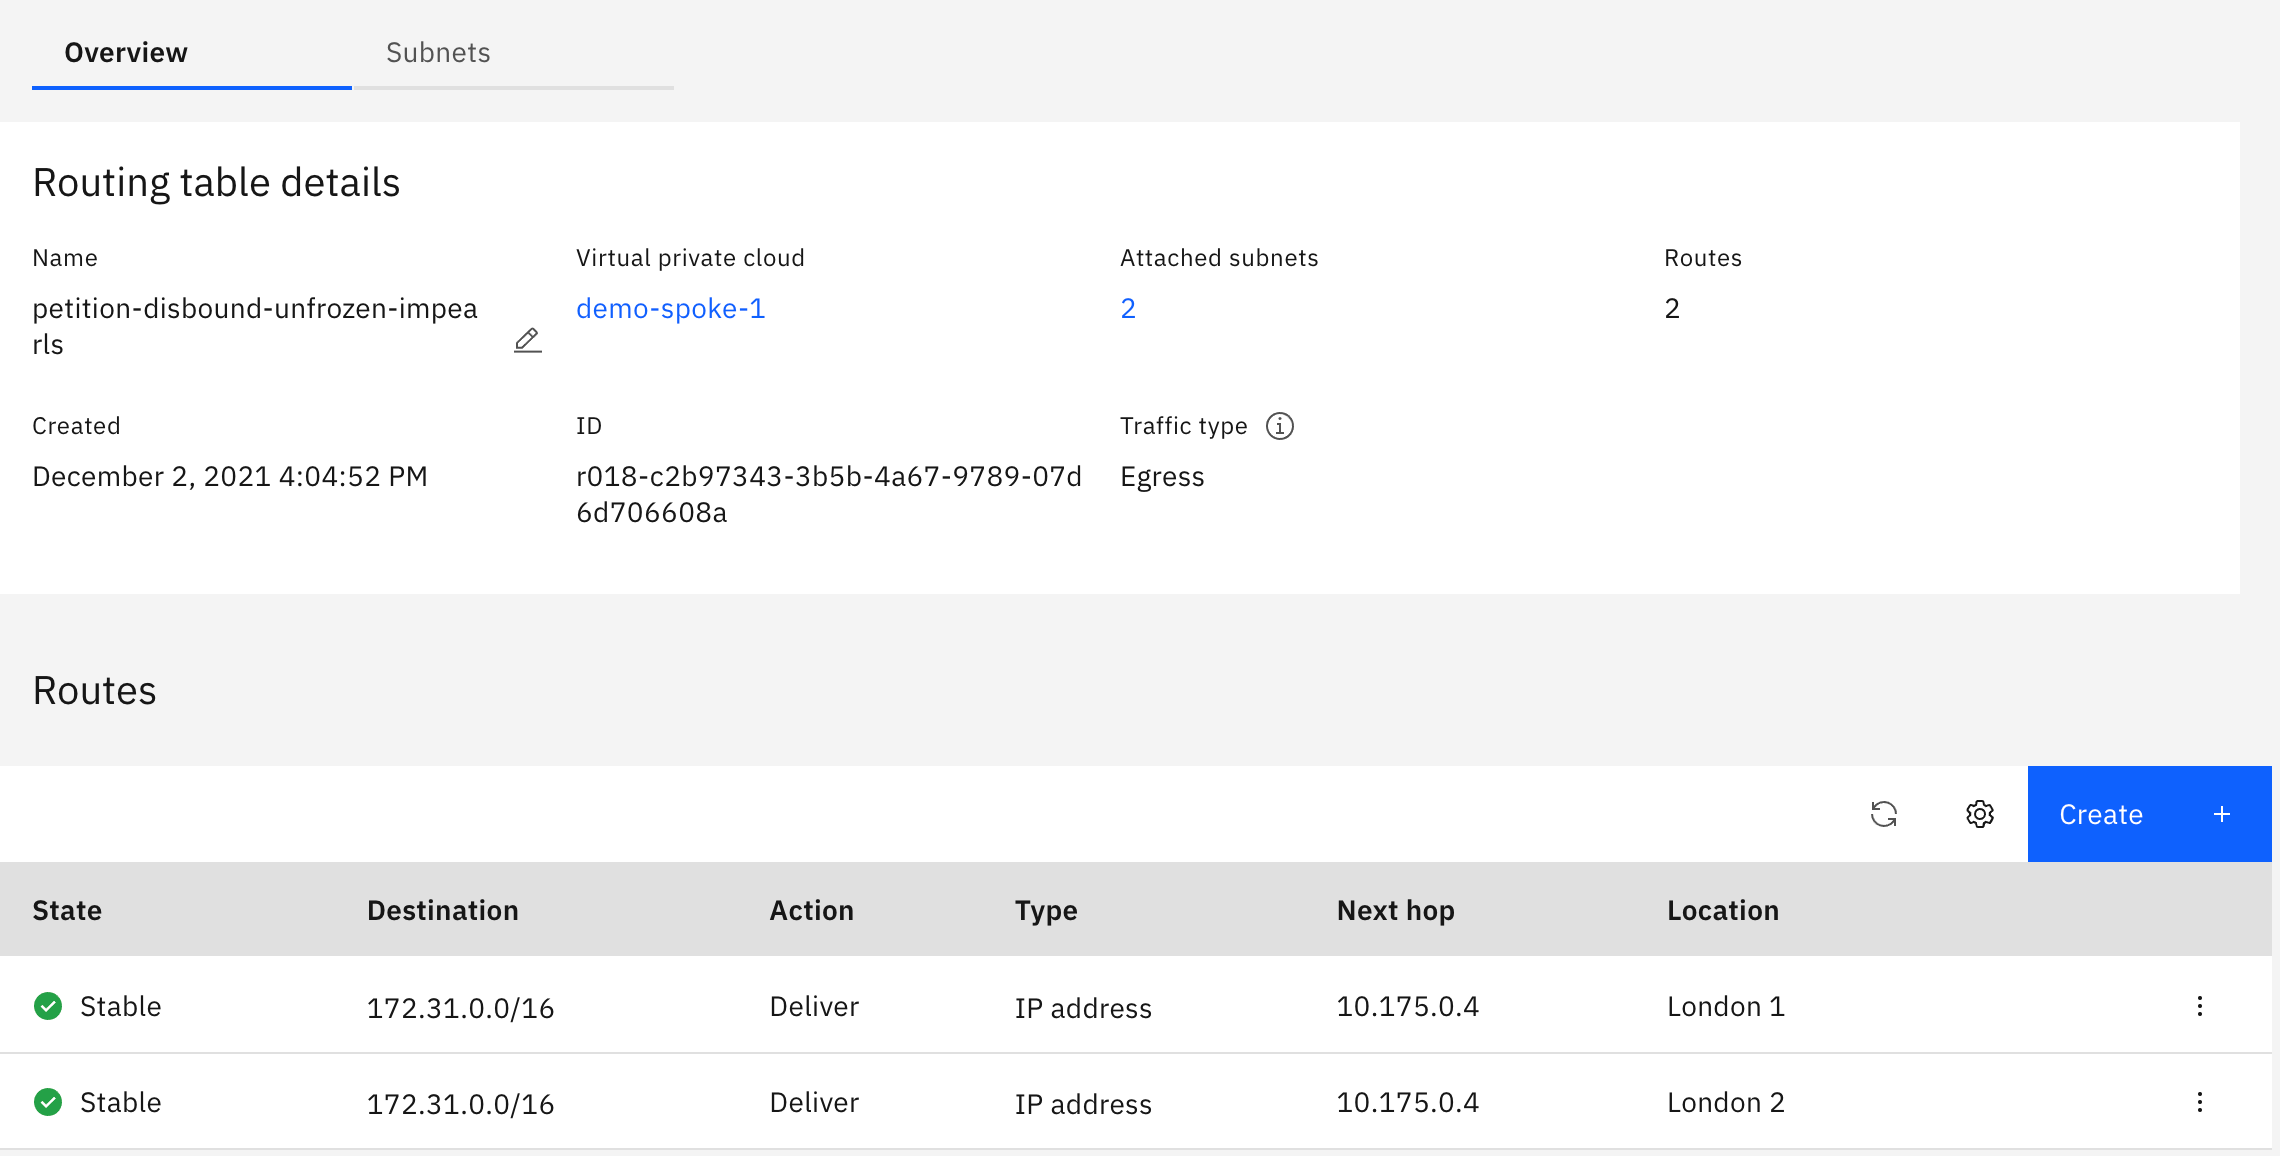 Overview Subnets
Routing table details
Name Virtual private cloud Attached subnets Routes
petition-disbound-unfrozen-impea demo-spoke-1 2 2
rls
Created ID Traffic type
December 2, 2021 4:04:52 PM r018-c2b97343-3b5b-4a67-9789-07d Egress
6d706608a
Routes
Create +
State Destination Action Type Next hop Location
Stable 172.31.0.0/16 Deliver IP address 10.175.0.4 London 1
Stable 172.31.0.0/16 Deliver IP address 10.175.0.4 London 2